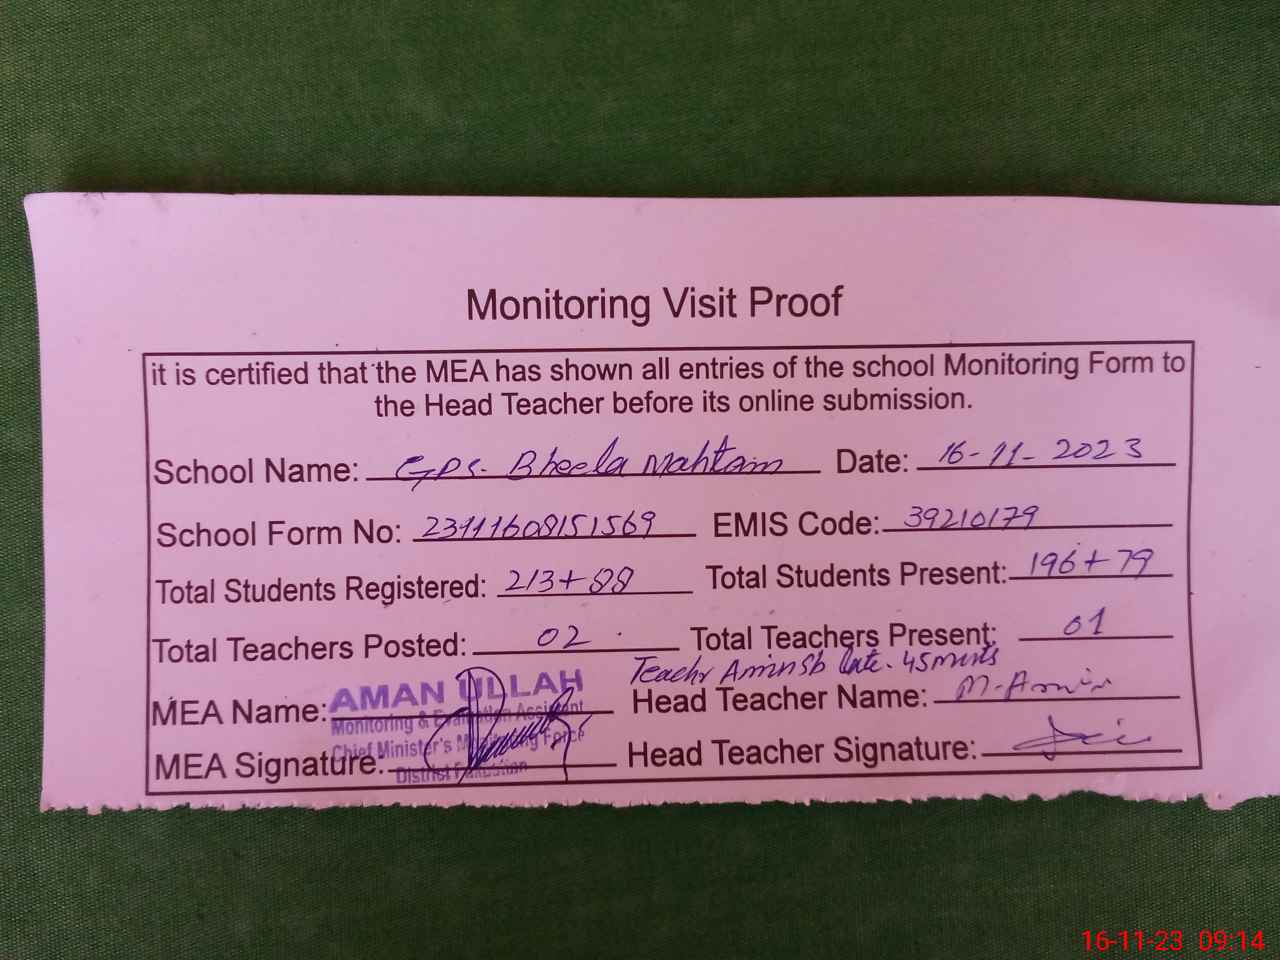 Monitoring Visit Proof
it is certified that the MEA has shown all entries of the school Monitoring Form to
the Head Teacher before its online submission.
School Name: GPS. Bheela Mahtam Date: 16-11-2023
School Form No: 23111608151569 EMIS Code: 39210179
Total Students Registered: 213+88 Total Students Present: 196+79
Total Teachers Posted: 02 Total Teachers Present: 01
Teachr Amin Sb late. 45 mints
MEA Name: AMAN ULLAH Head Teacher Name: M. Amin
Monitoring & Evaluation Assistant
Chief Minister's Monitoring Force
MEA Signature: Head Teacher Signature:
District
16-11-23 09:14